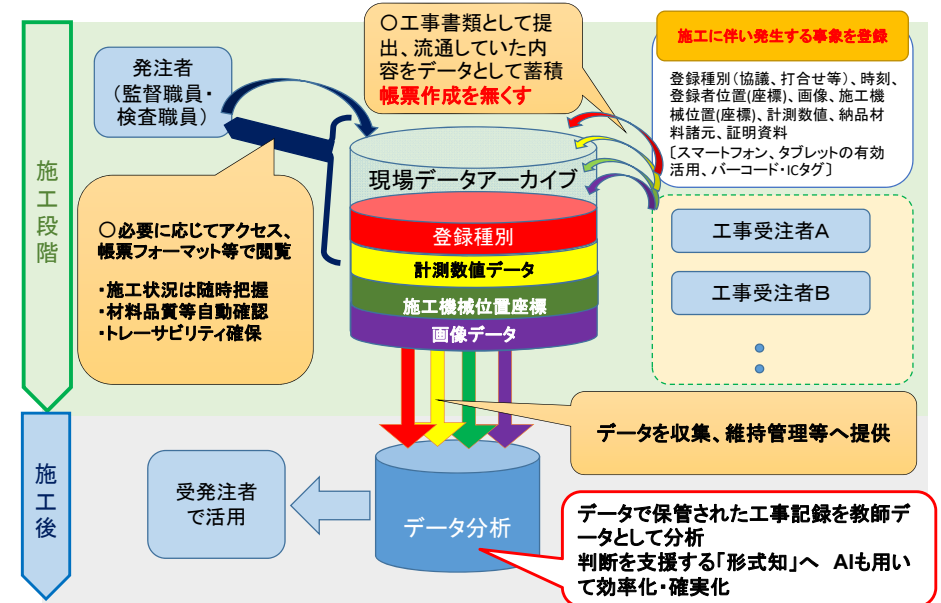 施工段階
発注者
（監督職員・
検査職員）
〇工事書類として提
出、流通していた内
容をデータとして蓄積
帳票作成を無くす
施工に伴い発生する事象を登録
登録種別（協議、打合せ等）、時刻、
登録者位置(座標)、画像、施工機
械位置(座標)、計測数値、納品材
料諸元、証明資料
〔スマートフォン、タブレットの有効
活用、バーコード・ICタグ〕
現場データアーカイブ
登録種別
計測数値データ
施工機械位置座標
画像データ
〇必要に応じてアクセス、
帳票フォーマット等で閲覧
・施工状況は随時把握
・材料品質等自動確認
・トレーサビリティ確保
工事受注者A
工事受注者B
データを収集、維持管理等へ提供
施工後
受発注者
で活用
データ分析
データで保管された工事記録を教師デ
ータとして分析
判断を支援する「形式知」へ　AIも用い
て効率化・確実化